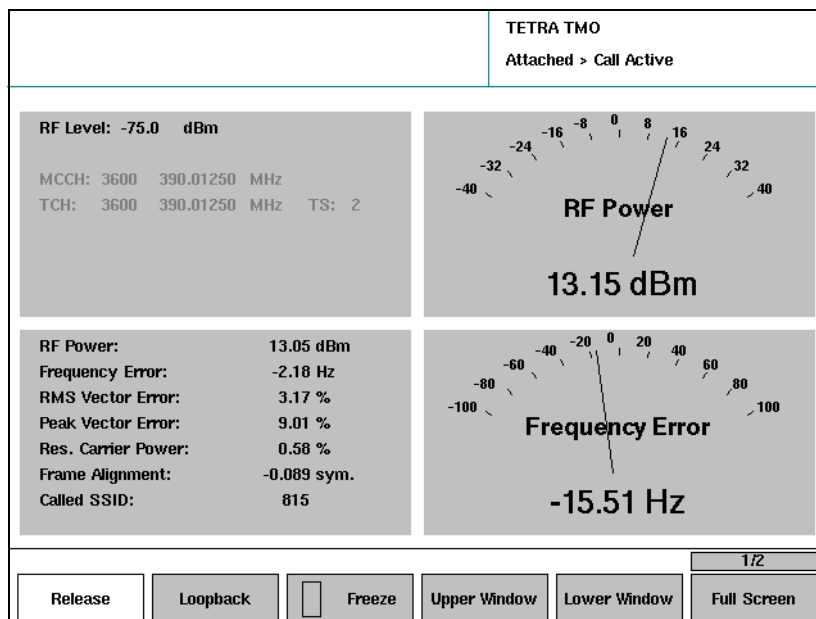 TETRA TMO
Attached > Call Active
RF Level: -75.0 dBm
MCCH: 3600 390.01250 MHz
TCH: 3600 390.01250 MHz TS: 2
-40 -32 -24 -16 -8 0 8 16 24 32 40
RF Power
13.15 dBm
RF Power: 13.05 dBm
Frequency Error: -2.18 Hz
RMS Vector Error: 3.17 %
Peak Vector Error: 9.01 %
Res. Carrier Power: 0.58 %
Frame Alignment: -0.089 sym.
Called SSID: 815
-100 -80 -60 -40 -20 0 20 40 60 80 100
Frequency Error
-15.51 Hz
1/2
Release Loopback Freeze Upper Window Lower Window Full Screen